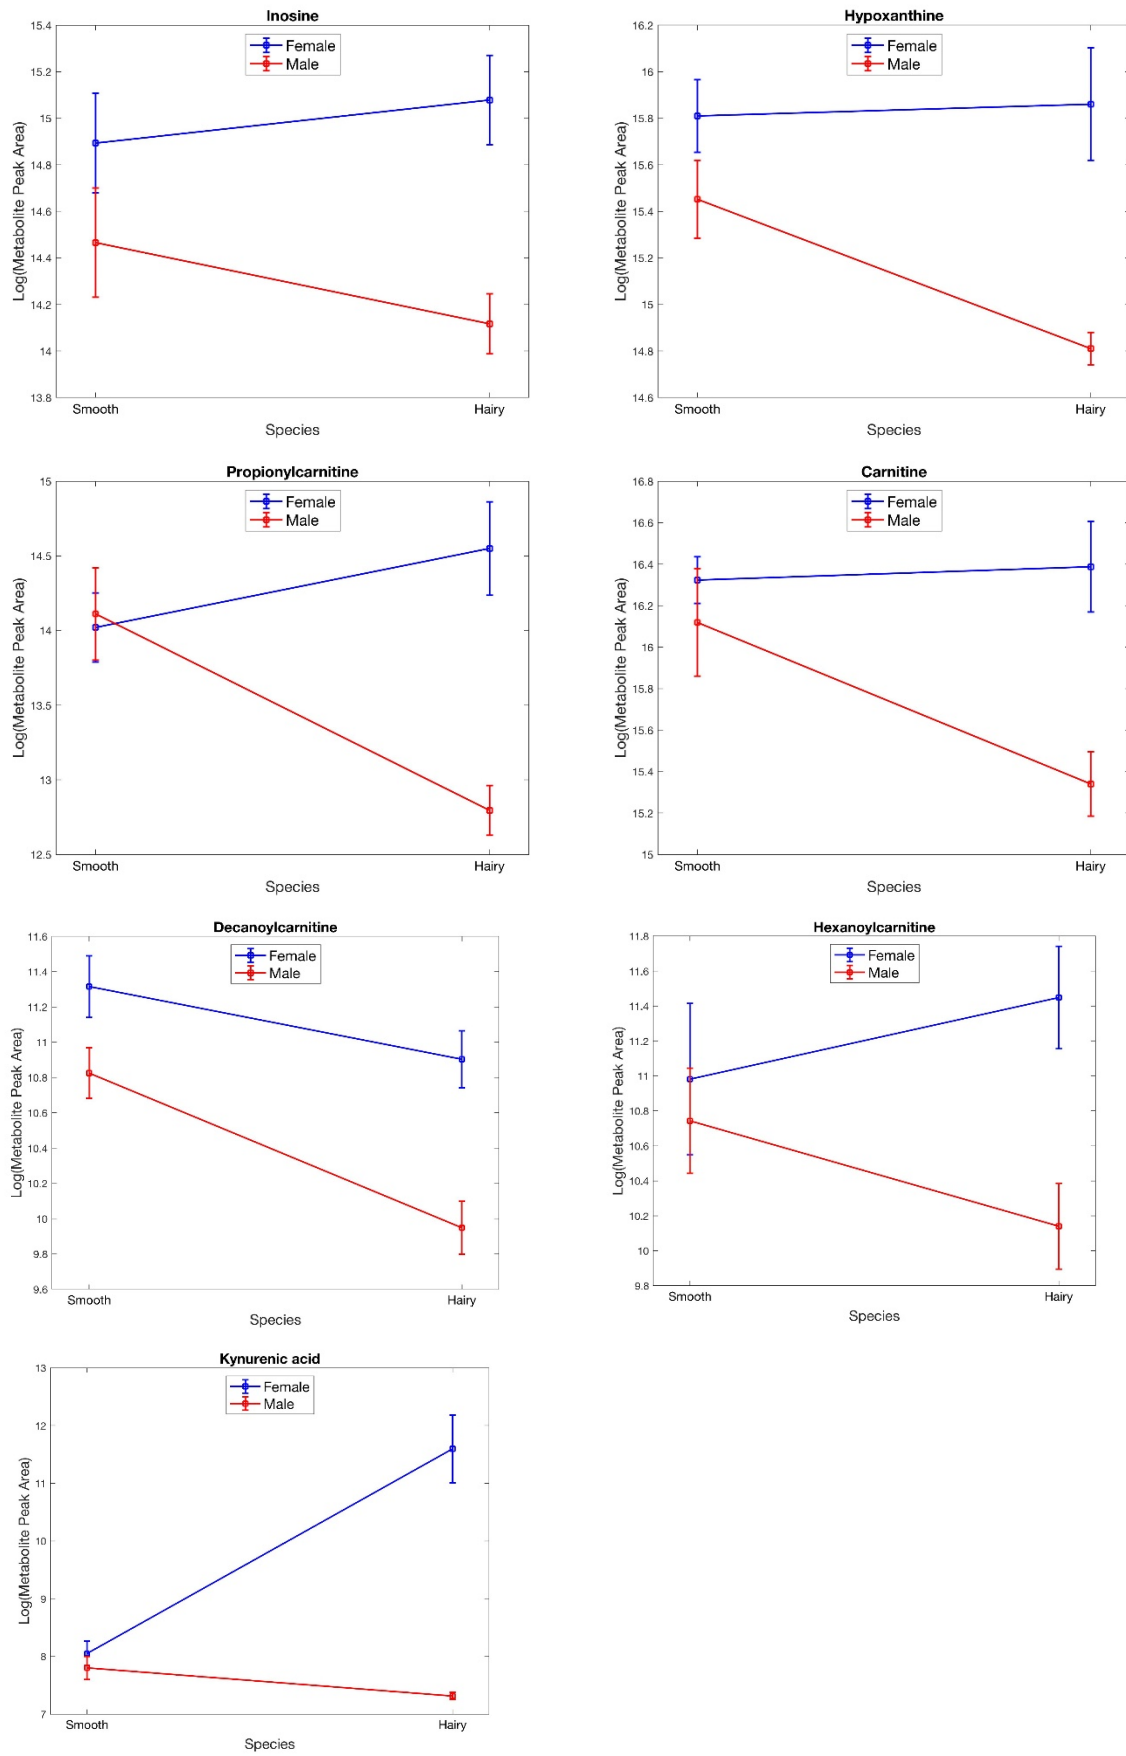 Inosine
15.4
15.2
15
14.8
14.6
14.4
14.2
14
13.8
Log(Metabolite Peak Area)
Female
Male
Smooth
Hairy
Species
Hypoxanthine
16.2
16
15.8
15.6
15.4
15.2
15
14.8
14.6
Log(Metabolite Peak Area)
Female
Male
Smooth
Hairy
Species
Propionylcarnitine
15
14.5
14
13.5
13
12.5
Log(Metabolite Peak Area)
Female
Male
Smooth
Hairy
Species
Carnitine
16.8
16.6
16.4
16.2
16
15.8
15.6
15.4
15.2
15
Log(Metabolite Peak Area)
Female
Male
Smooth
Hairy
Species
Decanoylcarnitine
11.6
11.4
11.2
11
10.8
10.6
10.4
10.2
10
9.8
9.6
Log(Metabolite Peak Area)
Female
Male
Smooth
Hairy
Species
Hexanoylcarnitine
11.8
11.6
11.4
11.2
11
10.8
10.6
10.4
10.2
10
9.8
Log(Metabolite Peak Area)
Female
Male
Smooth
Hairy
Species
Kynurenic acid
13
12
11
10
9
8
7
Log(Metabolite Peak Area)
Female
Male
Smooth
Hairy
Species